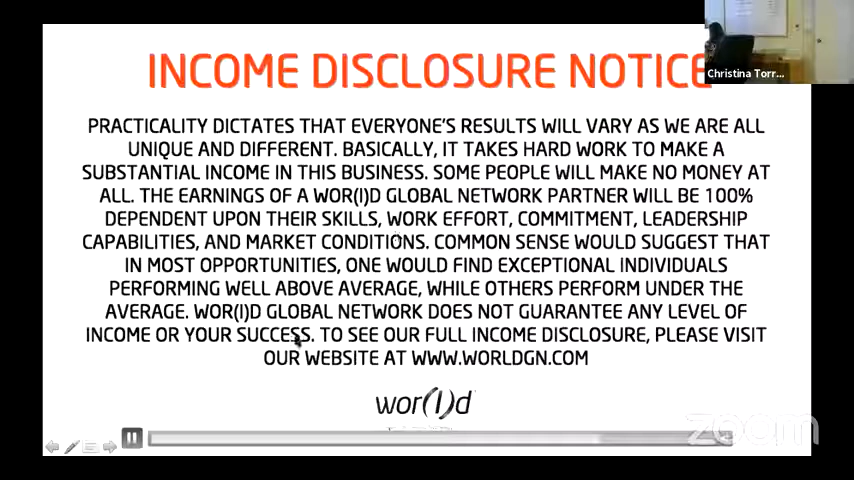 INCOME DISCLOSURE NOTICE
Christina Torr...
PRACTICALITY DICTATES THAT EVERYONE'S RESULTS WILL VARY AS WE ARE ALL
UNIQUE AND DIFFERENT. BASICALLY, IT TAKES HARD WORK TO MAKE A
SUBSTANTIAL INCOME IN THIS BUSINESS. SOME PEOPLE WILL MAKE NO MONEY AT
ALL. THE EARNINGS OF A WOR(I)D GLOBAL NETWORK PARTNER WILL BE 100%
DEPENDENT UPON THEIR SKILLS, WORK EFFORT, COMMITMENT, LEADERSHIP
CAPABILITIES, AND MARKET CONDITIONS. COMMON SENSE WOULD SUGGEST THAT
IN MOST OPPORTUNITIES, ONE WOULD FIND EXCEPTIONAL INDIVIDUALS
PERFORMING WELL ABOVE AVERAGE, WHILE OTHERS PERFORM UNDER THE
AVERAGE. WOR(I)D GLOBAL NETWORK DOES NOT GUARANTEE ANY LEVEL OF
INCOME OR YOUR SUCCESS. TO SEE OUR FULL INCOME DISCLOSURE, PLEASE VISIT
OUR WEBSITE AT WWW.WORLDGN.COM
wor(l)d
zoom